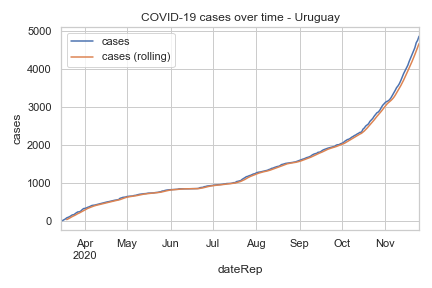 COVID-19 cases over time - Uruguay
cases
cases (rolling)
5000
4000
3000
2000
1000
0
cases
Apr May Jun Jul Aug Sep Oct Nov
2020
dateRep